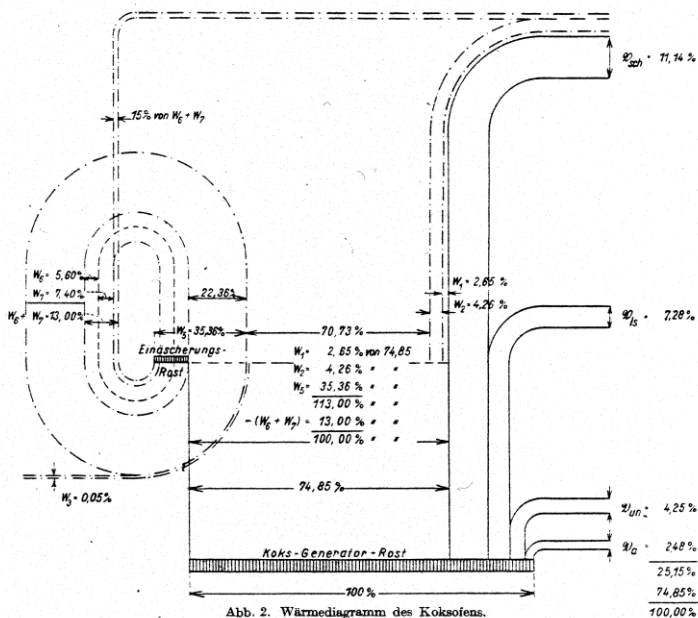 𝔚sch = 11,14 %
15% von W6 + W7
W6 = 5,60%
W7 = 7,40%
W6 + W7 = 13,00%
22,36%
W5 = 35,36%
70,73 %
W1 = 2,65 %
W2 = 4,26 %
𝔚ls = 7,28 %
Einäscherungs-
Rost
W1 = 2,65 % von 74,85
W2 = 4,26 % " "
W5 = 35,36 % " "
113,00 % " "
- (W6 + W7) = 13,00 % " "
100,00 % " "
74,85 %
W3 = 0,05%
𝔚un = 4,25 %
𝔚a = 2,48 %
25,15%
74,85%
100,00%
Koks-Generator-Rost
100 %
Abb. 2. Wärmediagramm des Koksofens.